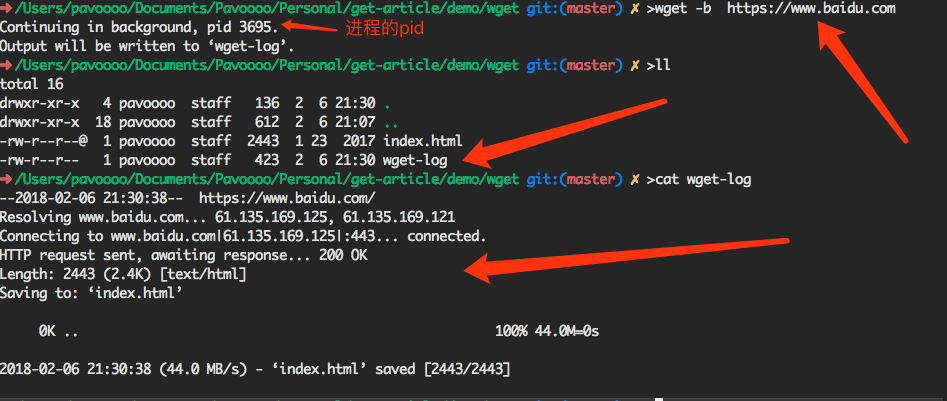 ➜ /Users/pavoooo/Documents/Pavoooo/Personal/get-article/demo/wget git:(master) ✗ >wget -b  https://www.baidu.com
Continuing in background, pid 3695. 进程的pid
Output will be written to ‘wget-log’.
➜ /Users/pavoooo/Documents/Pavoooo/Personal/get-article/demo/wget git:(master) ✗ >ll
total 16
drwxr-xr-x   4 pavoooo  staff   136  2  6 21:30 .
drwxr-xr-x  18 pavoooo  staff   612  2  6 21:07 ..
-rw-r--r--@  1 pavoooo  staff  2443  1 23  2017 index.html
-rw-r--r--   1 pavoooo  staff   423  2  6 21:30 wget-log
➜ /Users/pavoooo/Documents/Pavoooo/Personal/get-article/demo/wget git:(master) ✗ >cat wget-log
--2018-02-06 21:30:38--  https://www.baidu.com/
Resolving www.baidu.com... 61.135.169.125, 61.135.169.121
Connecting to www.baidu.com|61.135.169.125|:443... connected.
HTTP request sent, awaiting response... 200 OK
Length: 2443 (2.4K) [text/html]
Saving to: ‘index.html’
0K .. 100% 44.0M=0s
2018-02-06 21:30:38 (44.0 MB/s) - ‘index.html’ saved [2443/2443]